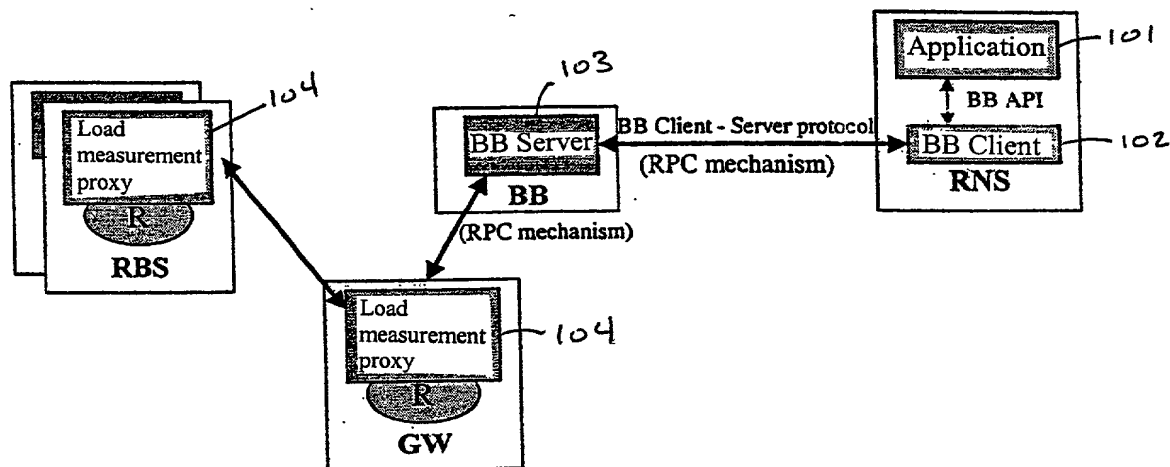 101
Application
BB API
BB Client
102
RNS
103
BB Server
BB
BB Client - Server protocol
(RPC mechanism)
(RPC mechanism)
104
Load
measurement
proxy
R
RBS
Load
measurement
proxy
104
R
GW